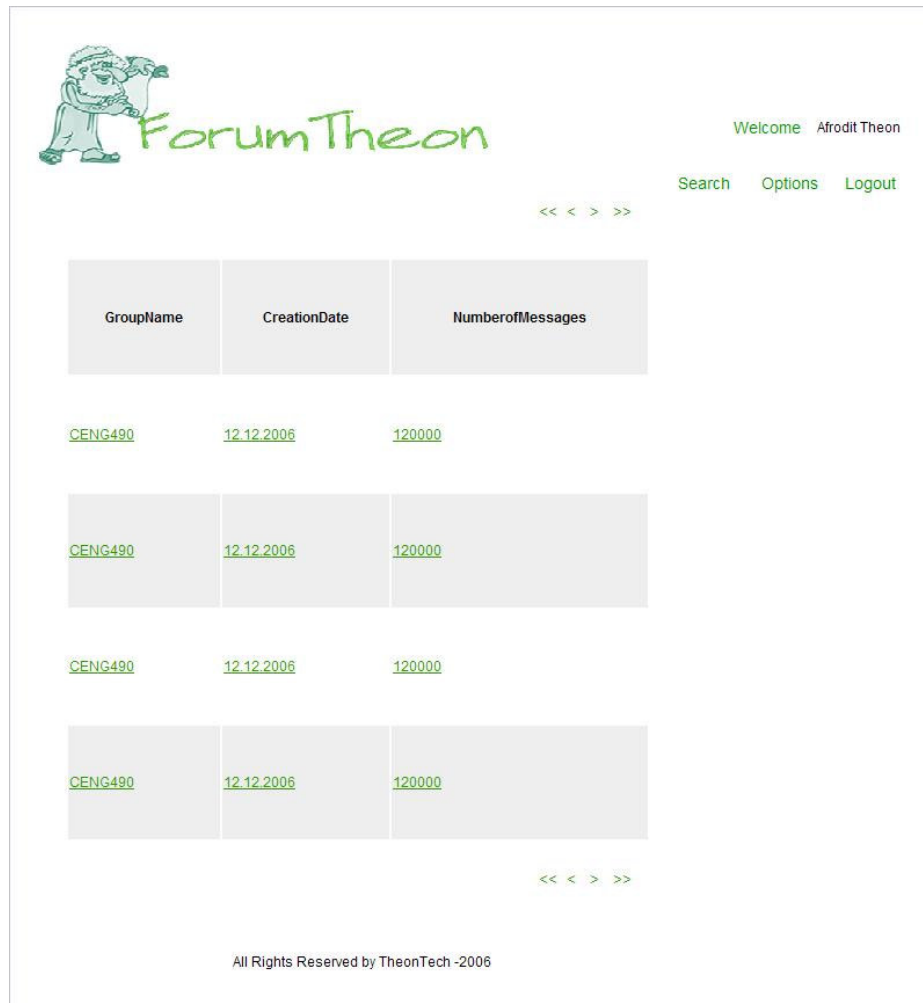 ForumTheon
Welcome Afrodit Theon
Search Options Logout
<< < > >>
GroupName CreationDate NumberofMessages
CENG490 12.12.2006 120000
CENG490 12.12.2006 120000
CENG490 12.12.2006 120000
CENG490 12.12.2006 120000
<< < > >>
All Rights Reserved by TheonTech -2006